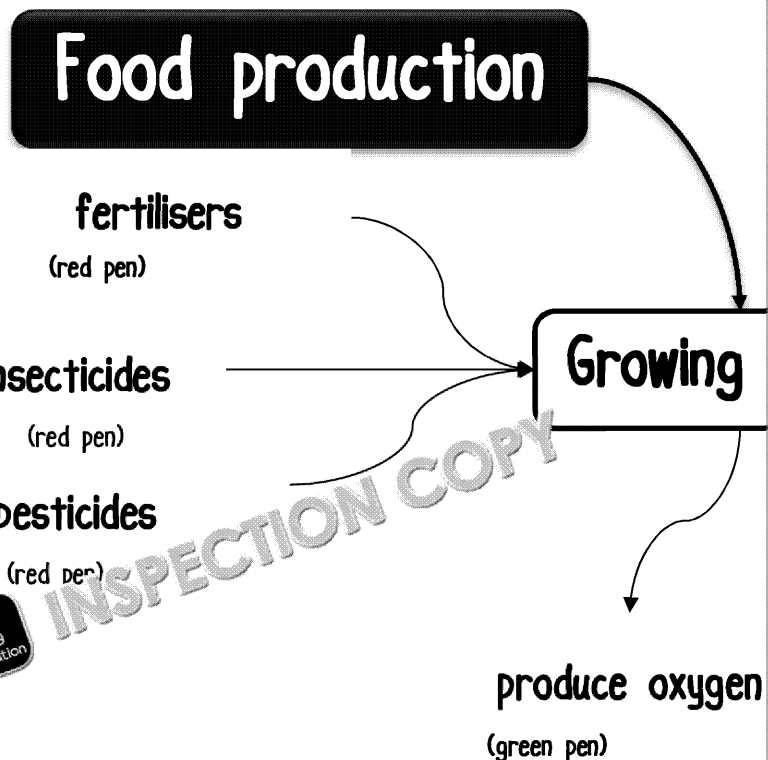 Food production
fertilisers
(red pen)
Growing
nsecticides
(red pen)
pesticides
(red pen)
INSPECTION COPY
produce oxygen
(green pen)